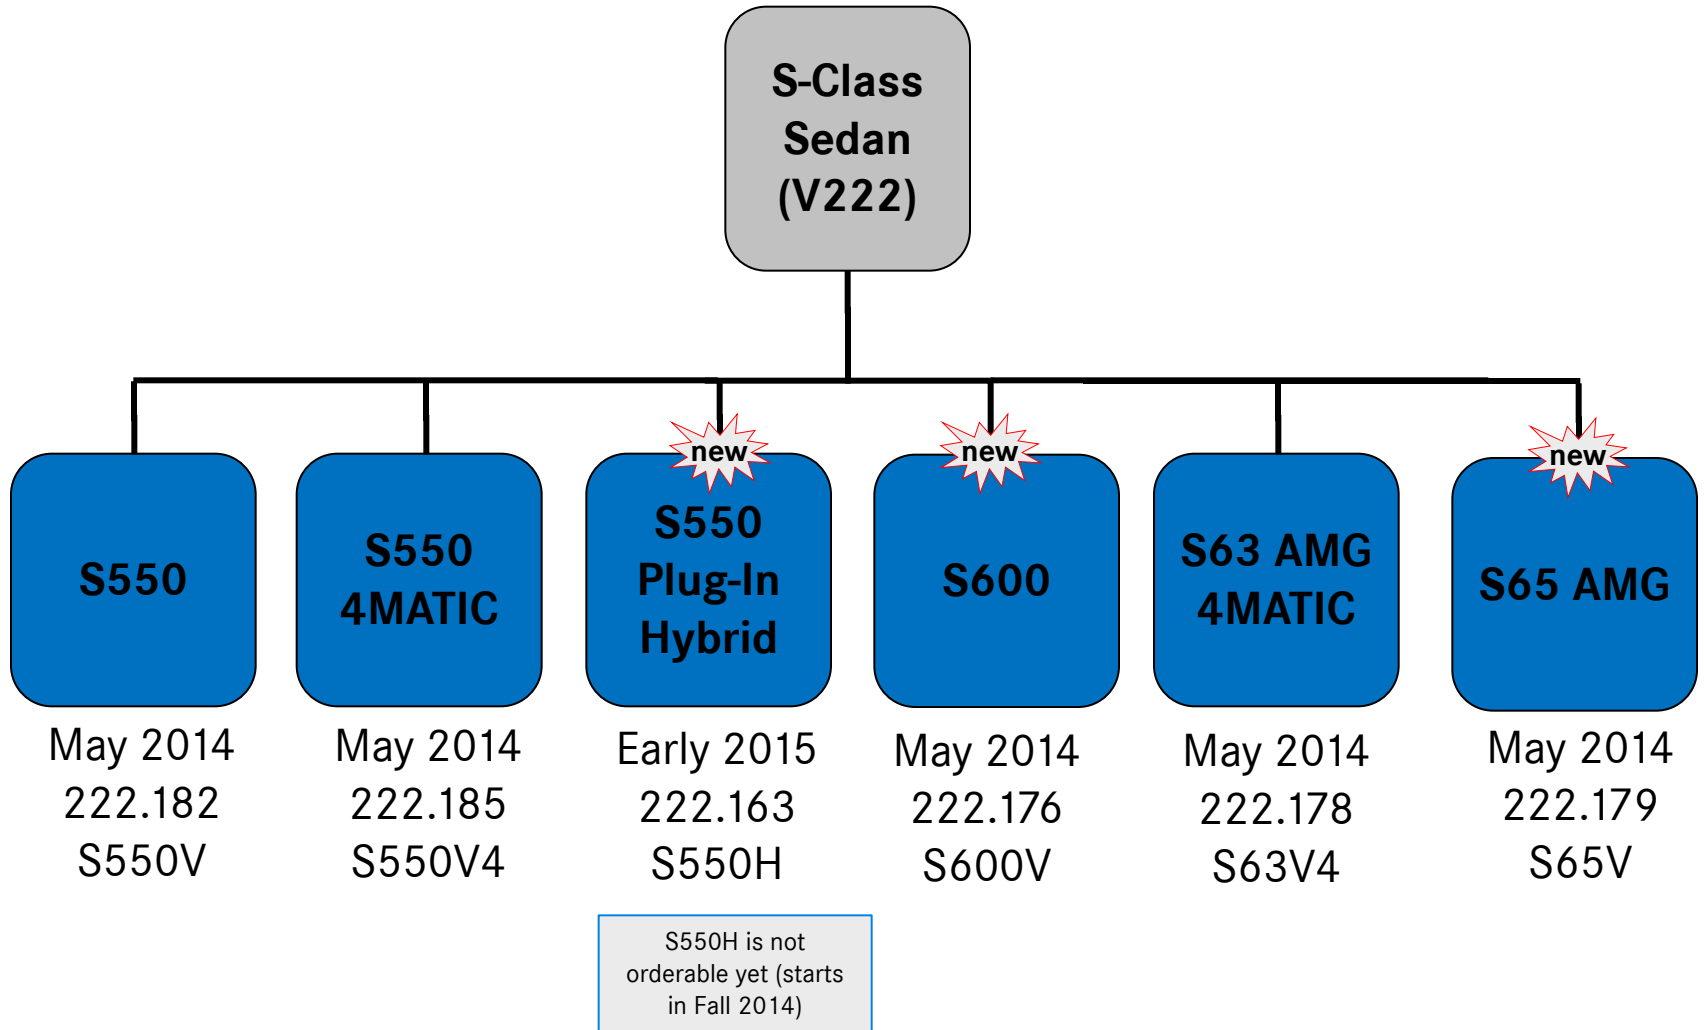 S-Class
Sedan
(V222)
new
new
new
S550
S550
4MATIC
S550
Plug-In
Hybrid
S600
S63 AMG
4MATIC
S65 AMG
May 2014
222.182
S550V
May 2014
222.185
S550V4
Early 2015
222.163
S550H
May 2014
222.176
S600V
May 2014
222.178
S63V4
May 2014
222.179
S65V
S550H is not
orderable yet (starts
in Fall 2014)